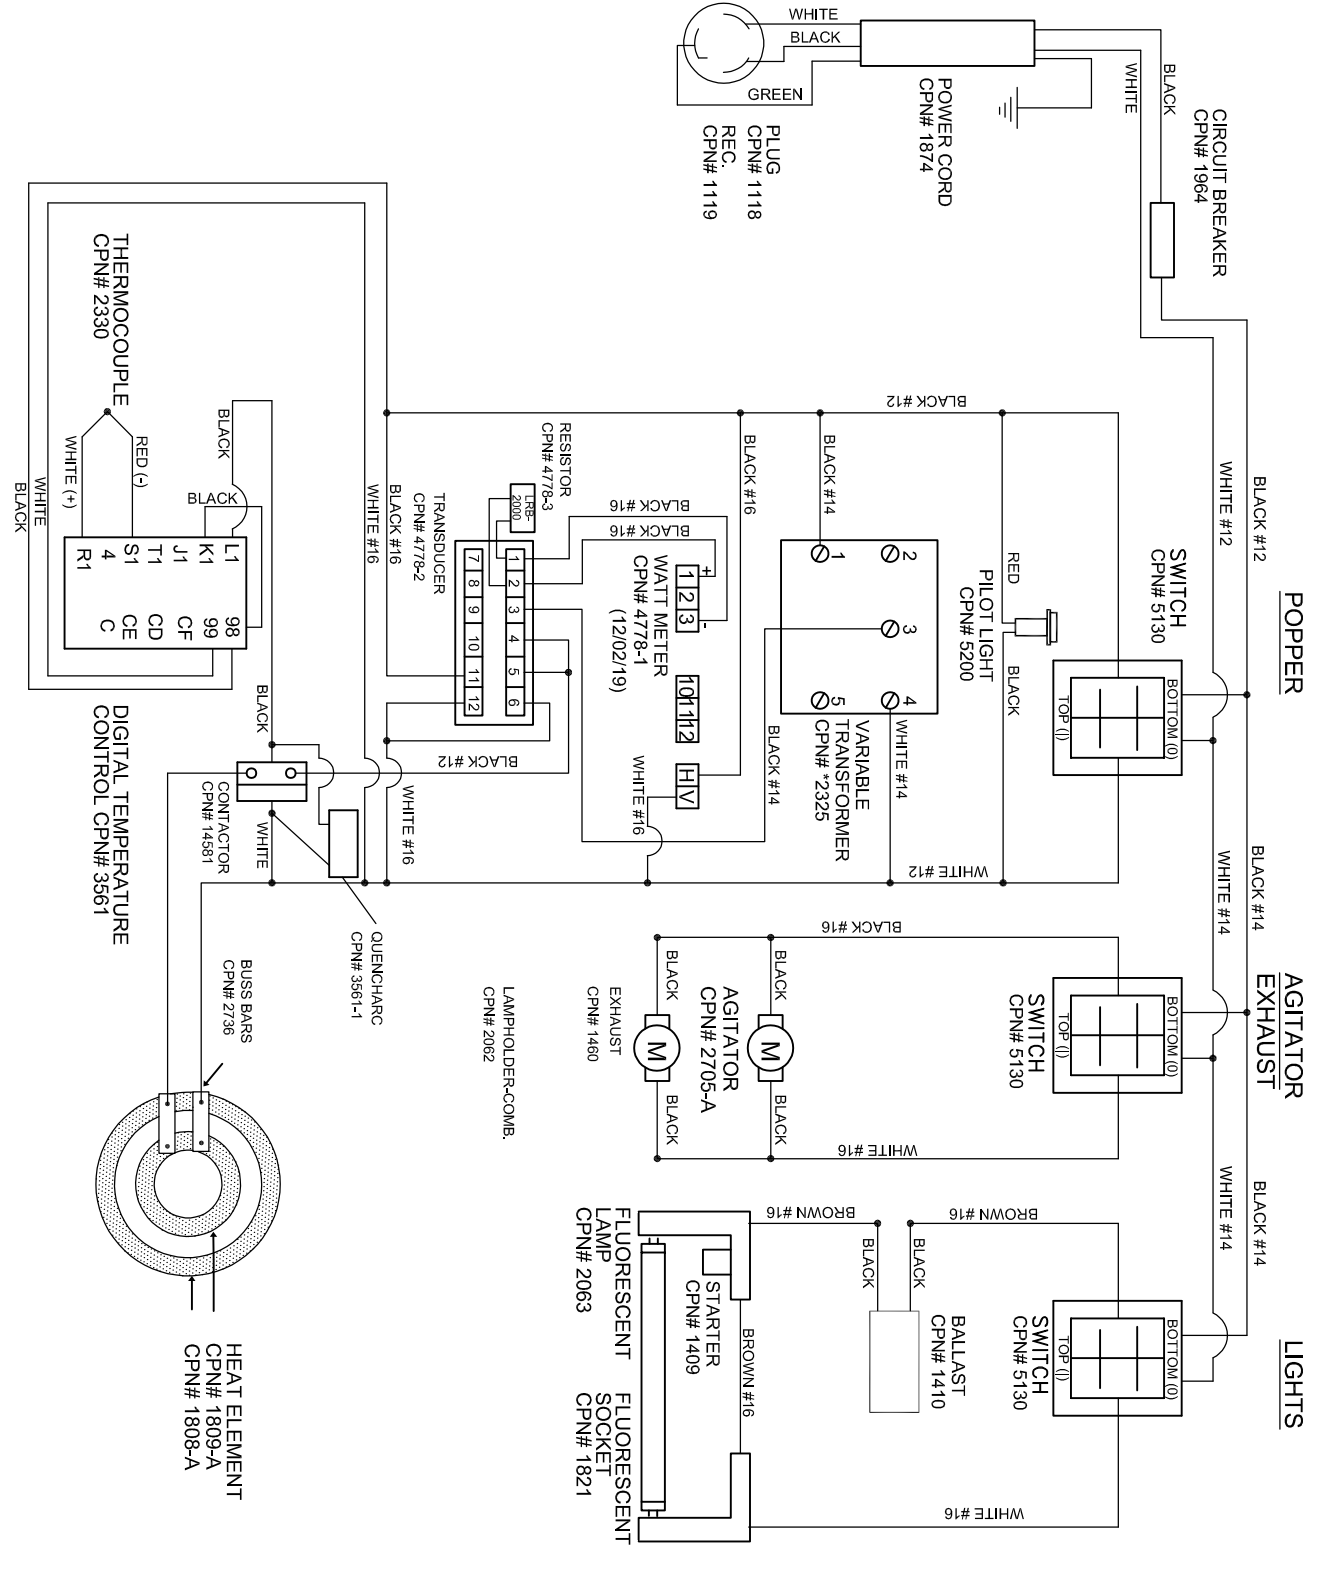 WHITE
BLACK
GREEN
PLUG
CPN# 1118
REC.
CPN# 1119
POWER CORD
CPN# 1874
BLACK
WHITE
CIRCUIT BREAKER
CPN# 1964
POPPER
BLACK #12
WHITE #12
SWITCH
CPN# 5130
BOTTOM (0)
TOP (|)
BLACK #12
RED
PILOT LIGHT
CPN# 5200
BLACK
BLACK #14
1
2
3
4
5
VARIABLE
TRANSFORMER
CPN# *2325
WHITE #14
BLACK #14
BLACK #16
WATT METER
CPN# 4778-1
(12/02/19)
+
-
1 2 3
10 11 12
H V
WHITE #16
BLACK #16
BLACK #16
RESISTOR
CPN# 4778-3
LRB-
2000
TRANSDUCER
CPN# 4778-2
1 2 3 4 5 6
7 8 9 10 11 12
BLACK #16
WHITE #16
BLACK #12
WHITE #16
WHITE #12
THERMOCOUPLE
CPN# 2330
BLACK
BLACK
RED (-)
WHITE (+)
WHITE
BLACK
L1
K1
J1
T1
S1
4
R1
98
99
CF
CD
CE
C
DIGITAL TEMPERATURE
CONTROL CPN# 3561
BLACK
CONTACTOR
CPN# 14581
WHITE
QUENCHARC
CPN# 3561-1
BUSS BARS
CPN# 2736
HEAT ELEMENT
CPN# 1809-A
CPN# 1808-A
AGITATOR
EXHAUST
BLACK #14
WHITE #14
SWITCH
CPN# 5130
BOTTOM (0)
TOP (|)
BLACK #16
BLACK
BLACK
M
M
AGITATOR
CPN# 2705-A
EXHAUST
CPN# 1460
BLACK
BLACK
WHITE #16
LAMPHOLDER-COMB.
CPN# 2062
LIGHTS
BLACK #14
WHITE #14
SWITCH
CPN# 5130
BOTTOM (0)
TOP (|)
BROWN #16
BROWN #16
BLACK
BLACK
BALLAST
CPN# 1410
STARTER
CPN# 1409
BROWN #16
WHITE #16
FLUORESCENT
LAMP
CPN# 2063
FLUORESCENT
SOCKET
CPN# 1821